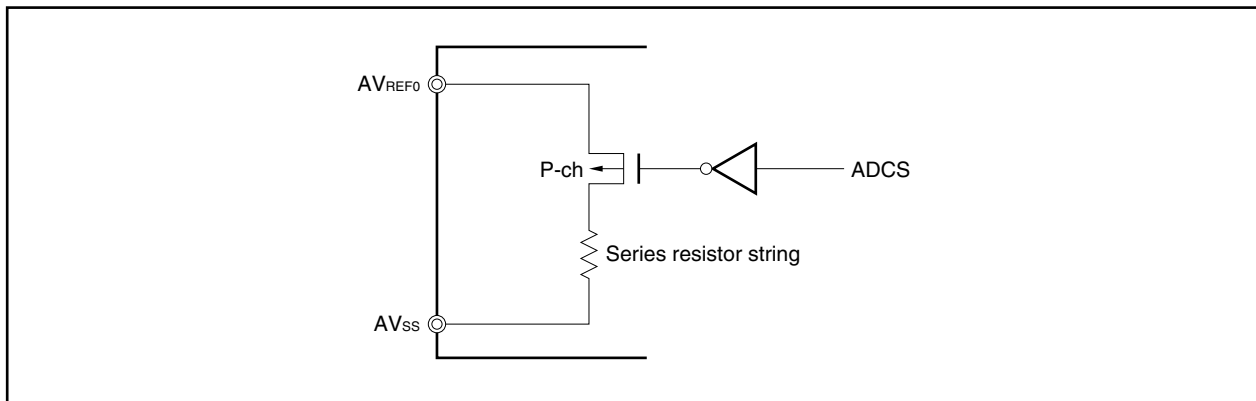 AVREF0
P-ch
ADCS
Series resistor string
AVSS